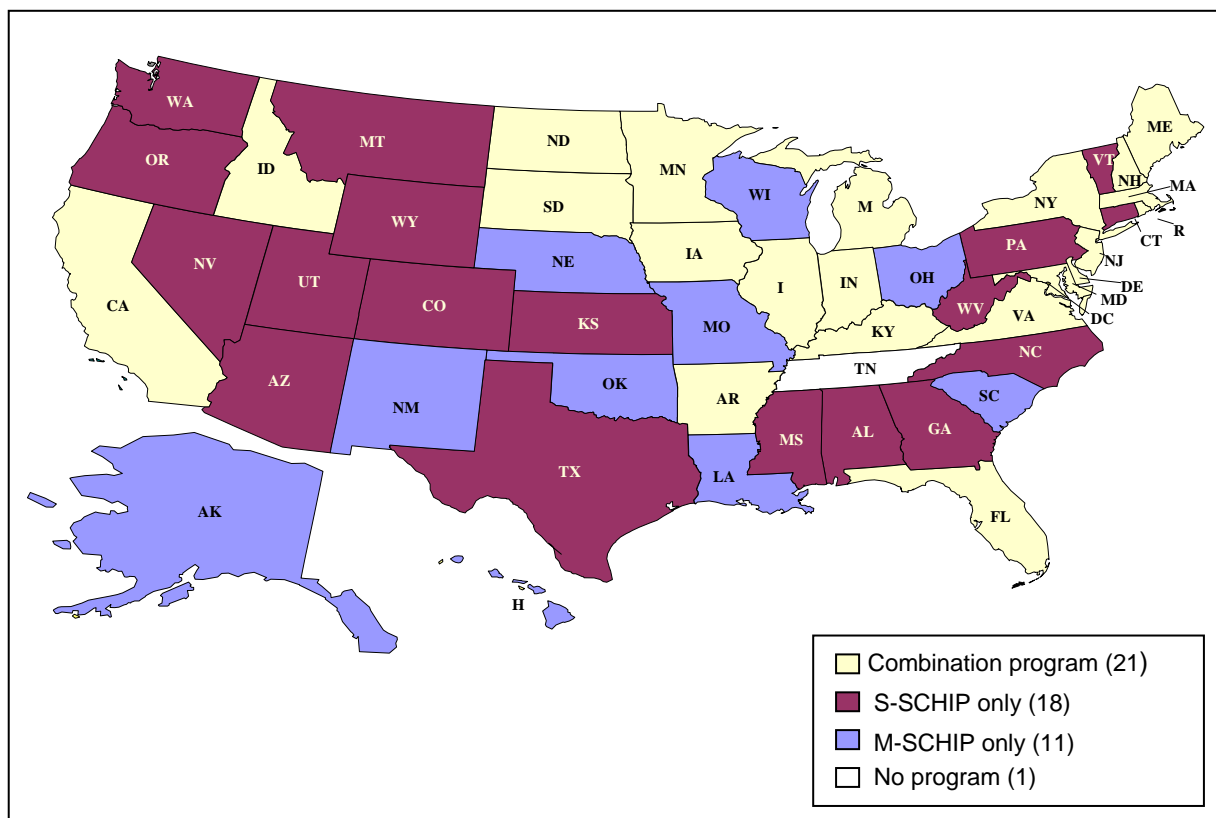 WA
MT
ND
ME
OR
ID
MN
VT
NH
MA
SD
WI
NY
M
R
WY
CT
IA
PA
NV
NE
NJ
UT
OH
I
IN
DE
CA
CO
MD
WV
DC
KS
MO
VA
KY
NC
TN
AZ
OK
SC
AR
NM
GA
AL
MS
TX
LA
AK
FL
H
Combination program (21)
S-SCHIP only (18)
M-SCHIP only (11)
No program (1)